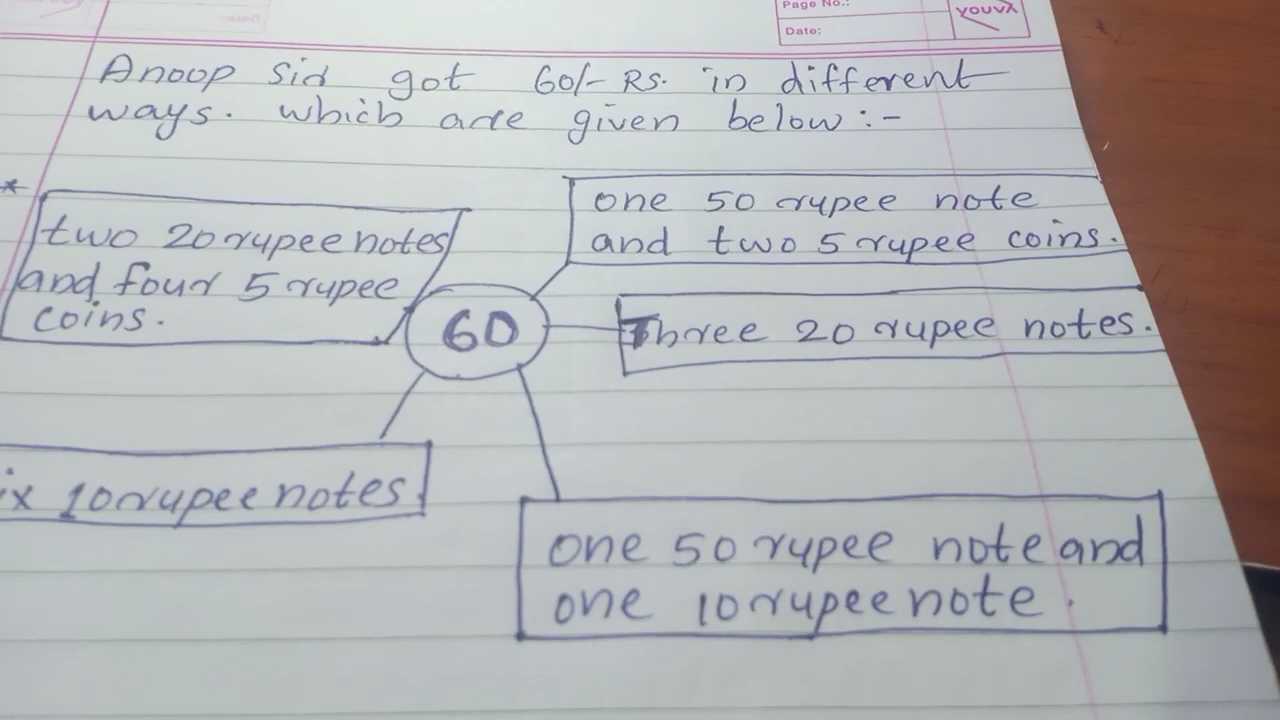 Page No.:
Date:
YOUVA
Anoop Sir got 60/- RS. in different
ways. which are given below :-
*
two 20 rupee notes
and four 5 rupee
coins.
one 50 rupee note
and two 5 rupee coins.
60
Three 20 rupee notes.
ix 10 rupee notes
one 50 rupee note and
one 10 rupee note.